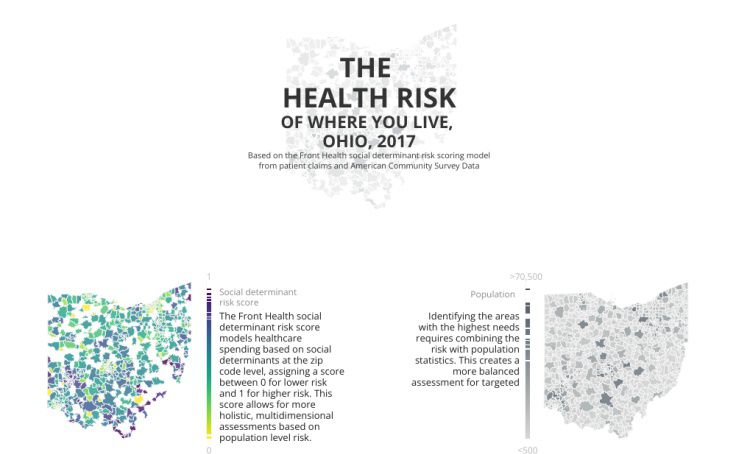 THE
HEALTH RISK
OF WHERE YOU LIVE,
OHIO, 2017
Based on the Front Health social determinant risk scoring model
from patient claims and American Community Survey Data
1
Social determinant
risk score
The Front Health social
determinant risk score
models healthcare
spending based on social
determinants at the zip
code level, assigning a score
between 0 for lower risk
and 1 for higher risk. This
score allows for more
holistic, multidimensional
assessments based on
population level risk.
0
>70,500
Population
Identifying the areas
with the highest needs
requires combining the
risk with population
statistics. This creates a
more balanced
assessment for targeted
<500